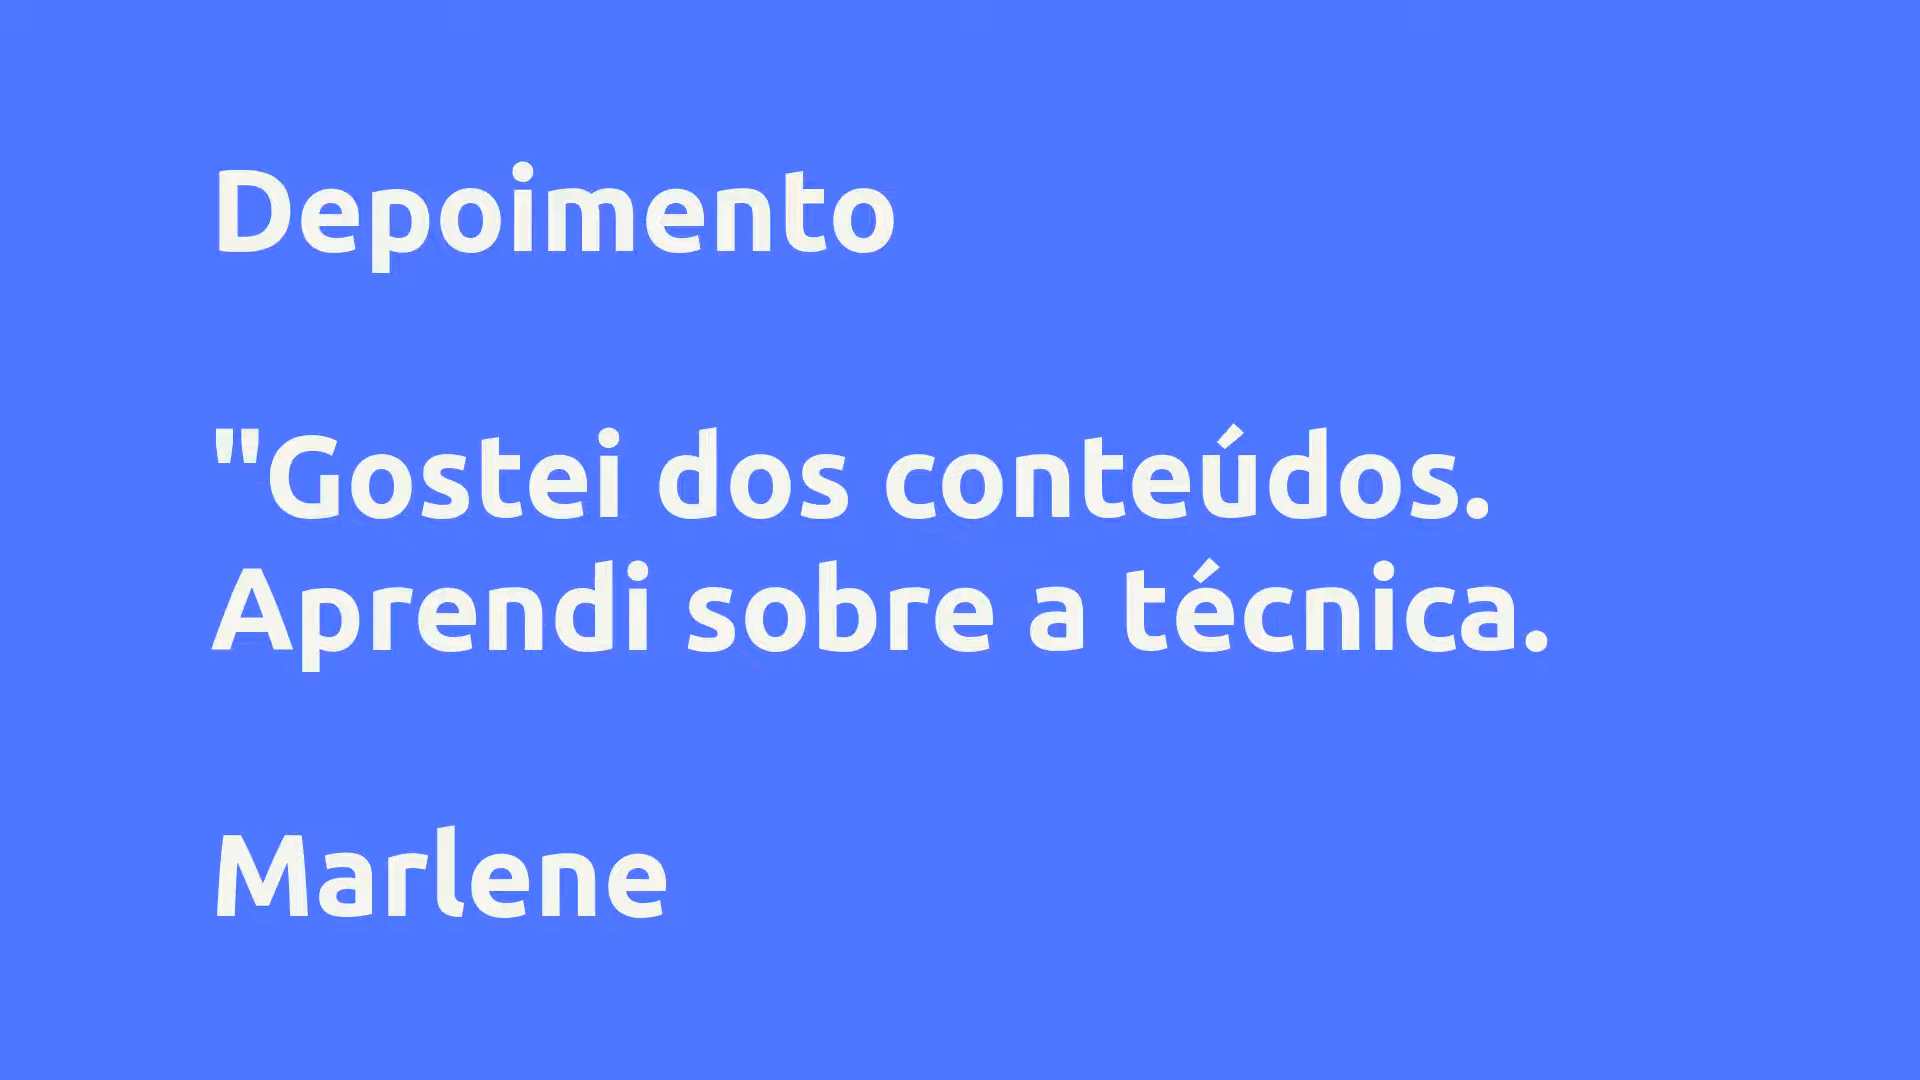 Depoimento
"Gostei dos conteúdos.
Aprendi sobre a técnica.
Marlene